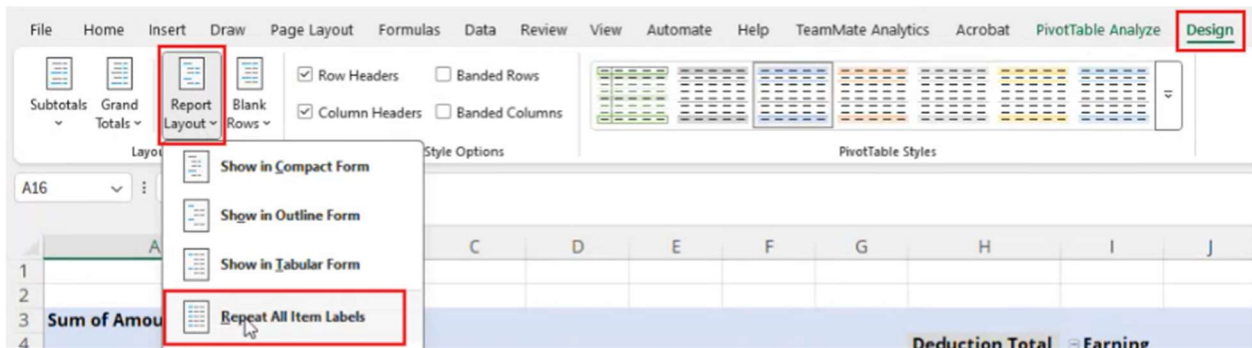 File Home Insert Draw Page Layout Formulas Data Review View Automate Help TeamMate Analytics Acrobat PivotTable Analyze Design
Subtotals Grand Totals Report Layout Blank Rows
Row Headers Banded Rows
Column Headers Banded Columns
Layou Style Options PivotTable Styles
Show in Compact Form
A16
Show in Outline Form
A C D E F G H I J
1
Show in Tabular Form
2
3 Sum of Amou
Repeat All Item Labels
4 Deduction Total Earning